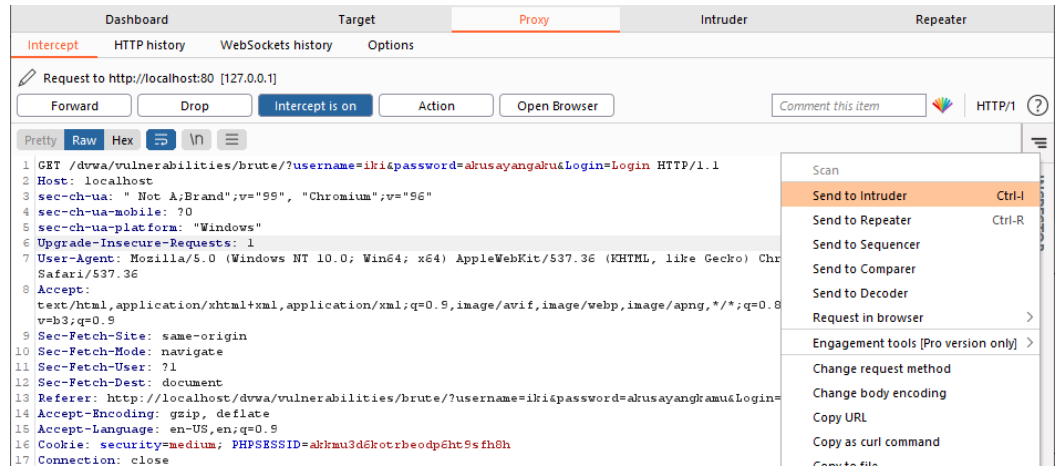 Dashboard Target Proxy Intruder Repeater
Intercept HTTP history WebSockets history Options
Request to http://localhost:80 [127.0.0.1]
Forward Drop Intercept is on Action Open Browser Comment this item HTTP/1 ?
Pretty Raw Hex \n
1 GET /dvwa/vulnerabilities/brute/?username=iki&password=akusayangaku&Login=Login HTTP/1.1
2 Host: localhost
3 sec-ch-ua: " Not A;Brand";v="99", "Chromium";v="96"
4 sec-ch-ua-mobile: ?0
5 sec-ch-ua-platform: "Windows"
6 Upgrade-Insecure-Requests: 1
7 User-Agent: Mozilla/5.0 (Windows NT 10.0; Win64; x64) AppleWebKit/537.36 (KHTML, like Gecko) Chr
Safari/537.36
8 Accept:
text/html,application/xhtml+xml,application/xml;q=0.9,image/avif,image/webp,image/apng,*/*;q=0.8
v=b3;q=0.9
9 Sec-Fetch-Site: same-origin
10 Sec-Fetch-Mode: navigate
11 Sec-Fetch-User: ?1
12 Sec-Fetch-Dest: document
13 Referer: http://localhost/dvwa/vulnerabilities/brute/?username=iki&password=akusayangkamu&Login=
14 Accept-Encoding: gzip, deflate
15 Accept-Language: en-US,en;q=0.9
16 Cookie: security=medium; PHPSESSID=akkmu3d6kotrbeodp6ht9sfh8h
17 Connection: close
Scan
Send to Intruder Ctrl-I
Send to Repeater Ctrl-R
Send to Sequencer
Send to Comparer
Send to Decoder
Request in browser
Engagement tools [Pro version only]
Change request method
Change body encoding
Copy URL
Copy as curl command
Copy to file